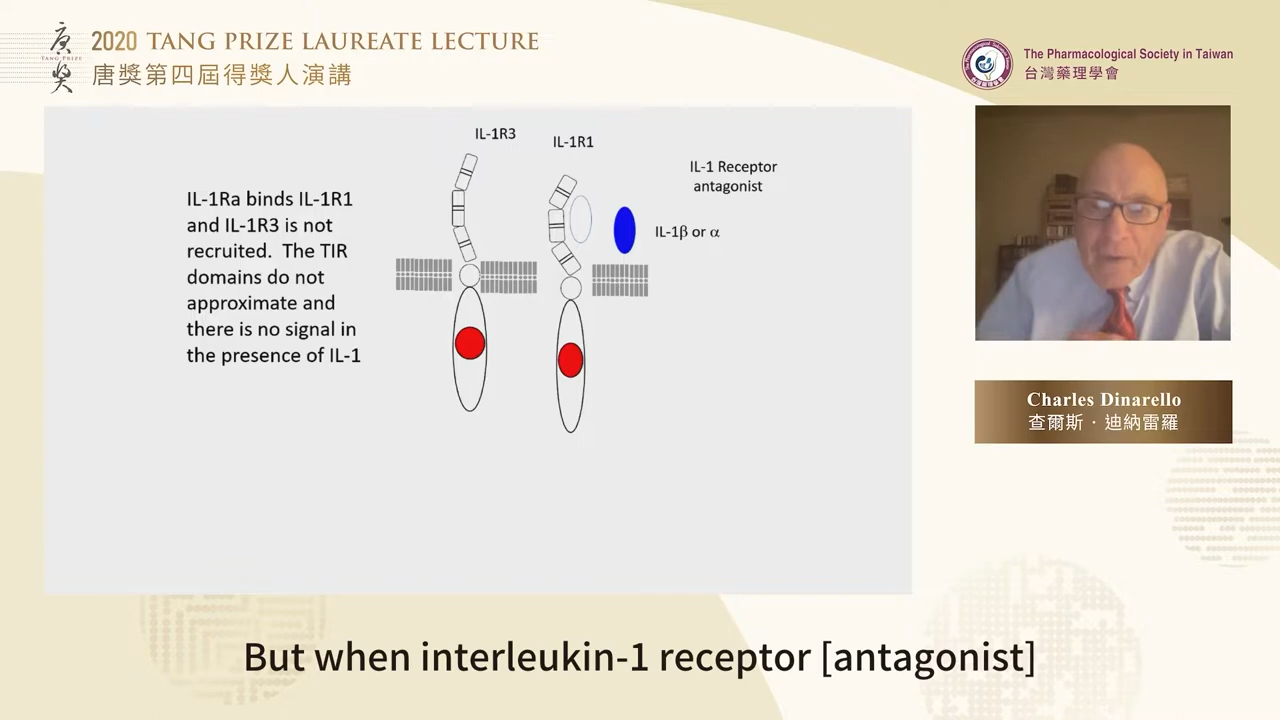 唐獎
TANG PRIZE
2020 TANG PRIZE LAUREATE LECTURE
唐獎第四屆得獎人演講
The Pharmacological Society in Taiwan
台灣藥理學會
IL-1R3
IL-1R1
IL-1 Receptor
antagonist
IL-1β or α
IL-1Ra binds IL-1R1
and IL-1R3 is not
recruited. The TIR
domains do not
approximate and
there is no signal in
the presence of IL-1
Charles Dinarello
查爾斯・迪納雷羅
But when interleukin-1 receptor [antagonist]